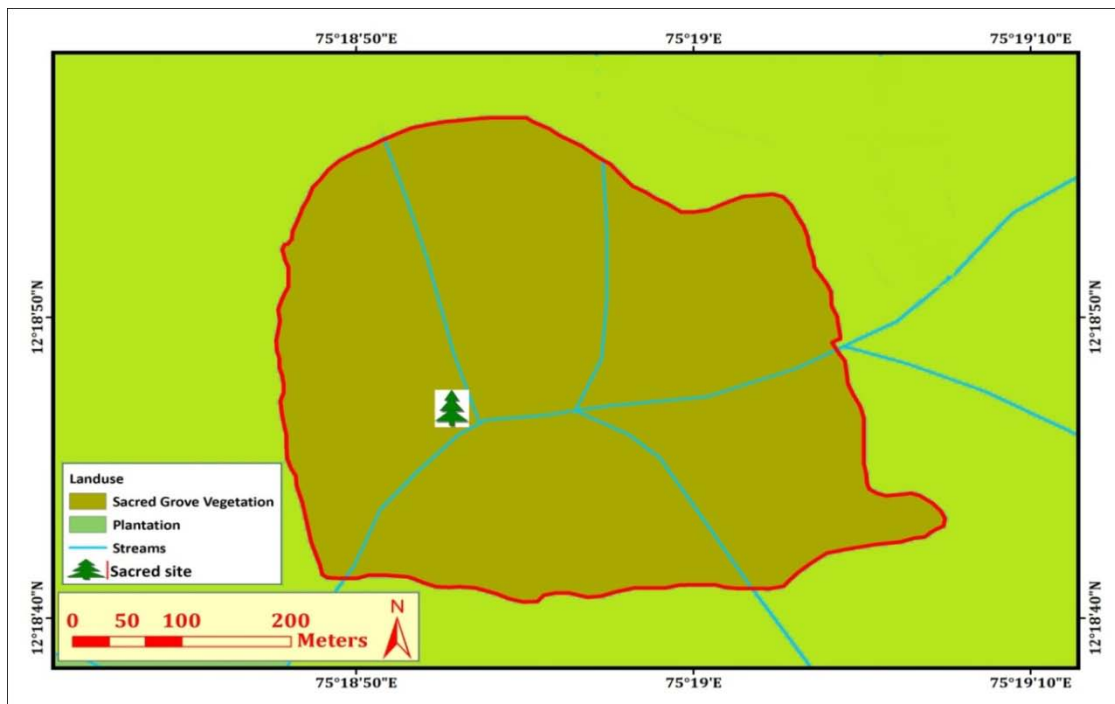 75°18'50"E 75°19'E 75°19'10"E
12°18'50"N 12°18'50"N
Landuse
Sacred Grove Vegetation
Plantation
Streams
Sacred site
12°18'40"N 12°18'40"N
N
0 50 100 200
Meters
75°18'50"E 75°19'E 75°19'10"E